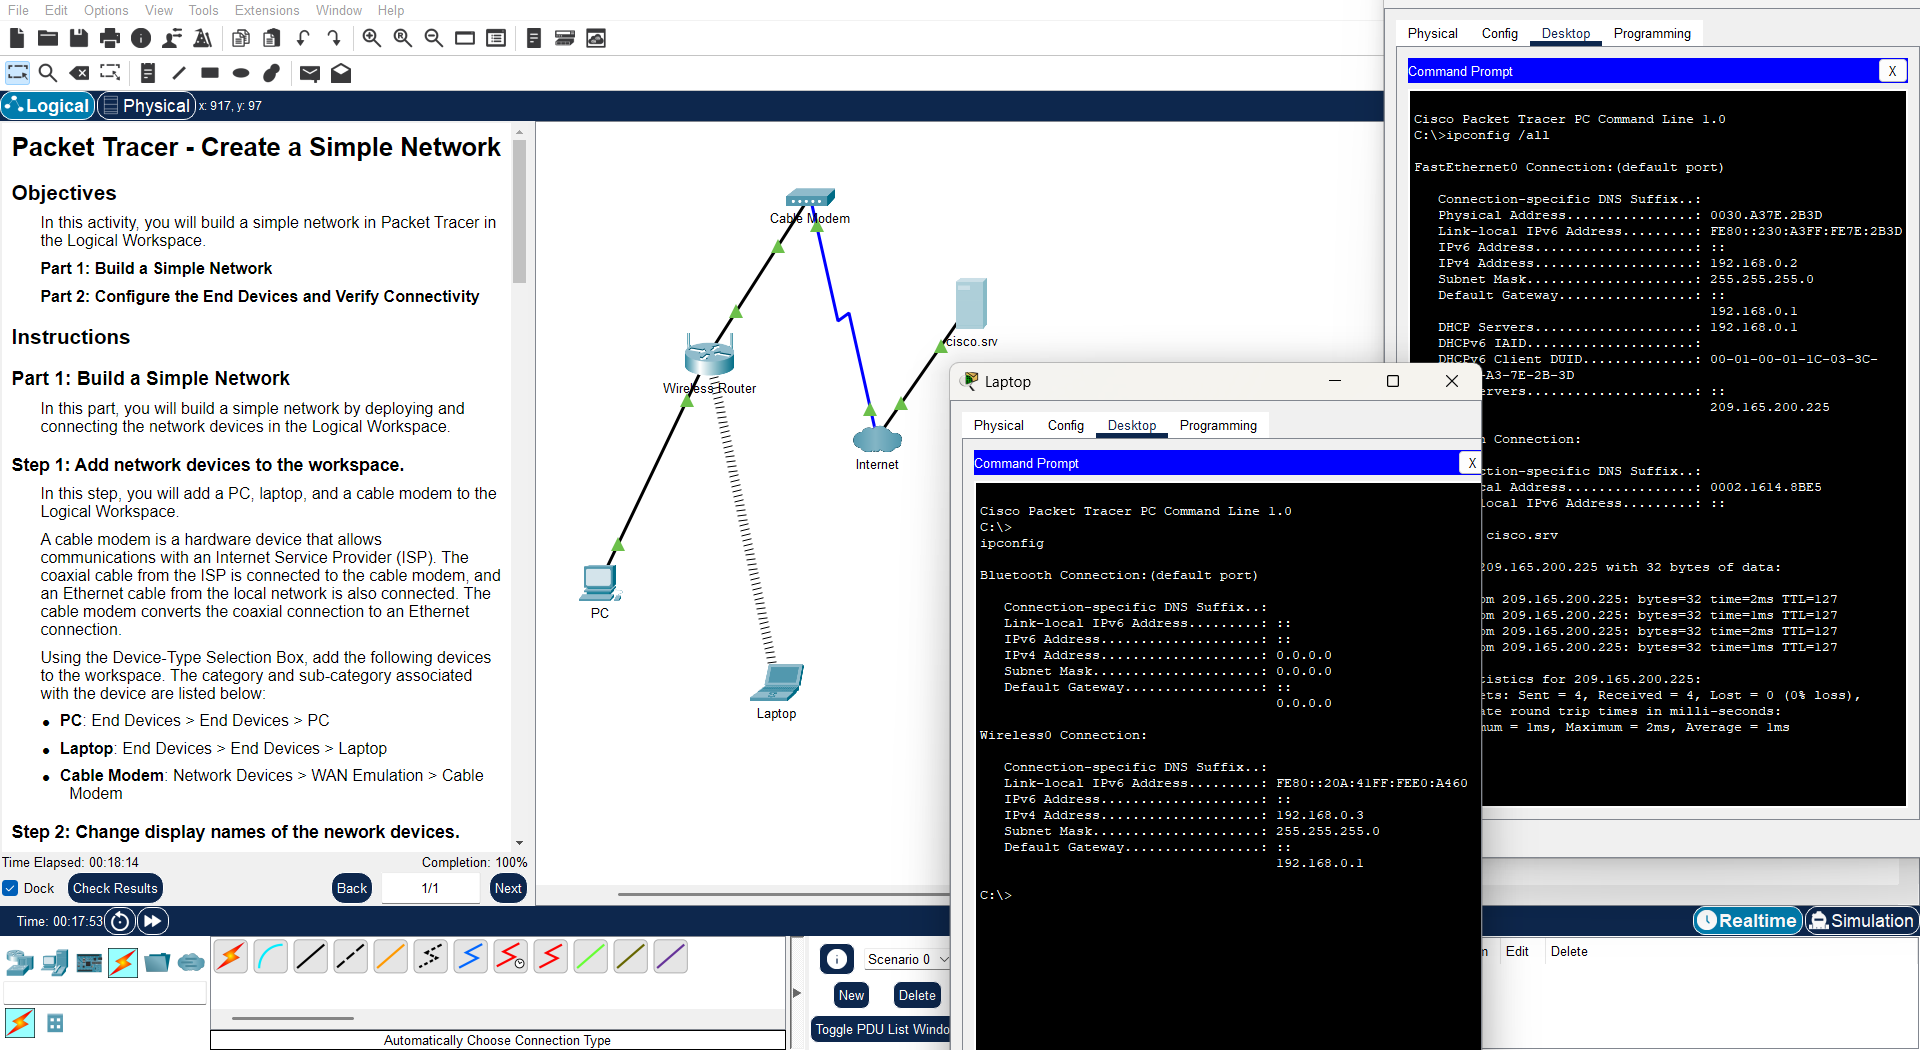 File Edit Options View Tools Extensions Window Help
Logical Physical x: 917, y: 97
Packet Tracer - Create a Simple Network
Objectives
In this activity, you will build a simple network in Packet Tracer in
the Logical Workspace.
Part 1: Build a Simple Network
Part 2: Configure the End Devices and Verify Connectivity
Instructions
Part 1: Build a Simple Network
In this part, you will build a simple network by deploying and
connecting the network devices in the Logical Workspace.
Step 1: Add network devices to the workspace.
In this step, you will add a PC, laptop, and a cable modem to the
Logical Workspace.
A cable modem is a hardware device that allows
communications with an Internet Service Provider (ISP). The
coaxial cable from the ISP is connected to the cable modem, and
an Ethernet cable from the local network is also connected. The
cable modem converts the coaxial connection to an Ethernet
connection.
Using the Device-Type Selection Box, add the following devices
to the workspace. The category and sub-category associated
with the device are listed below:
• PC: End Devices > End Devices > PC
• Laptop: End Devices > End Devices > Laptop
• Cable Modem: Network Devices > WAN Emulation > Cable
Modem
Step 2: Change display names of the nework devices.
Time Elapsed: 00:18:14 Completion: 100%
Dock Check Results Back 1/1 Next
Cable Modem
cisco.srv
Wireless Router
Internet
PC
Laptop
Physical Config Desktop Programming
Command Prompt X
Cisco Packet Tracer PC Command Line 1.0
C:\>ipconfig /all
FastEthernet0 Connection:(default port)
Connection-specific DNS Suffix..:
Physical Address................: 0030.A37E.2B3D
Link-local IPv6 Address.........: FE80::230:A3FF:FE7E:2B3D
IPv6 Address....................: ::
IPv4 Address....................: 192.168.0.2
Subnet Mask.....................: 255.255.255.0
Default Gateway.................: ::
192.168.0.1
DHCP Servers....................: 192.168.0.1
DHCPv6 IAID.....................:
DHCPv6 Client DUID..............: 00-01-00-01-1C-03-3C-
-A3-7E-2B-3D
ervers.....................: ::
209.165.200.225
h Connection:
ction-specific DNS Suffix..:
cal Address................: 0002.1614.8BE5
local IPv6 Address.........: ::
cisco.srv
209.165.200.225 with 32 bytes of data:
om 209.165.200.225: bytes=32 time=2ms TTL=127
om 209.165.200.225: bytes=32 time=1ms TTL=127
om 209.165.200.225: bytes=32 time=2ms TTL=127
om 209.165.200.225: bytes=32 time=1ms TTL=127
tistics for 209.165.200.225:
ets: Sent = 4, Received = 4, Lost = 0 (0% loss),
ate round trip times in milli-seconds:
mum = 1ms, Maximum = 2ms, Average = 1ms
Laptop
Physical Config Desktop Programming
Command Prompt X
Cisco Packet Tracer PC Command Line 1.0
C:\>
ipconfig
Bluetooth Connection:(default port)
Connection-specific DNS Suffix..:
Link-local IPv6 Address.........: ::
IPv6 Address....................: ::
IPv4 Address....................: 0.0.0.0
Subnet Mask.....................: 0.0.0.0
Default Gateway.................: ::
0.0.0.0
Wireless0 Connection:
Connection-specific DNS Suffix..:
Link-local IPv6 Address.........: FE80::20A:41FF:FEE0:A460
IPv6 Address....................: ::
IPv4 Address....................: 192.168.0.3
Subnet Mask.....................: 255.255.255.0
Default Gateway.................: ::
192.168.0.1
C:\>
Time: 00:17:53 Realtime Simulation
Scenario 0
New Delete
Toggle PDU List Windo
m Edit Delete
Automatically Choose Connection Type